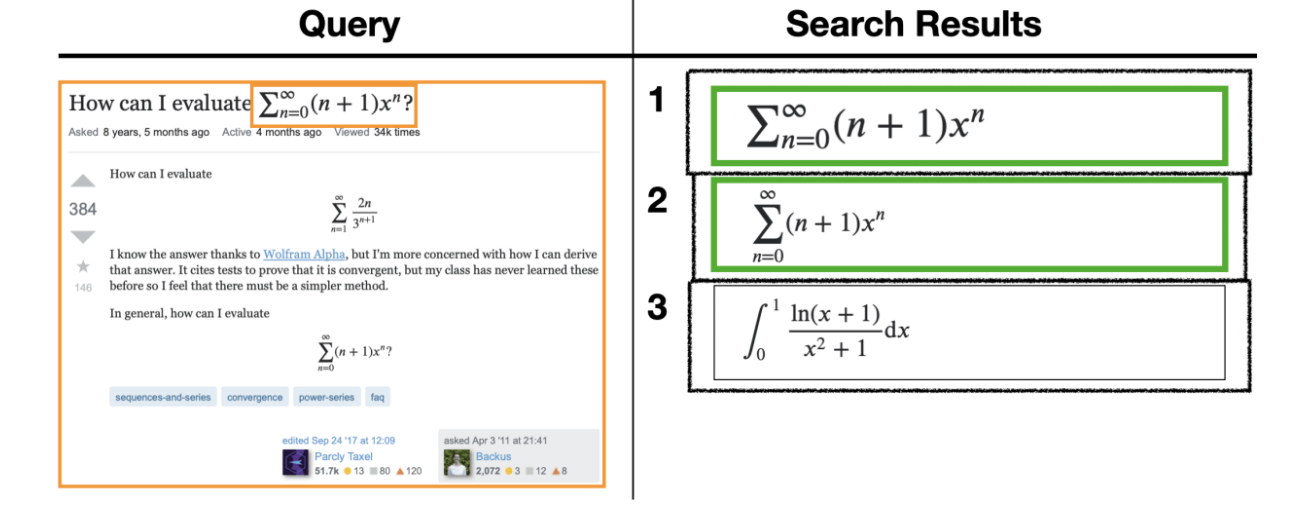 Query
Search Results
How can I evaluate ∑_{n=0}^{∞}(n + 1)x^n?
Asked 8 years, 5 months ago Active 4 months ago Viewed 34k times
How can I evaluate
384
∑_{n=1}^{∞} 2n/3^{n+1}
I know the answer thanks to Wolfram Alpha, but I'm more concerned with how I can derive
that answer. It cites tests to prove that it is convergent, but my class has never learned these
146
before so I feel that there must be a simpler method.
In general, how can I evaluate
∑_{n=0}^{∞}(n + 1)x^n?
sequences-and-series convergence power-series faq
edited Sep 24 '17 at 12:09
Parcly Taxel
51.7k 13 80 120
asked Apr 3 '11 at 21:41
Backus
2,072 3 12 8
1
∑_{n=0}^{∞}(n + 1)x^n
2
∑_{n=0}^{∞}(n + 1)x^n
3
∫_0^1 ln(x + 1)/(x^2 + 1) dx